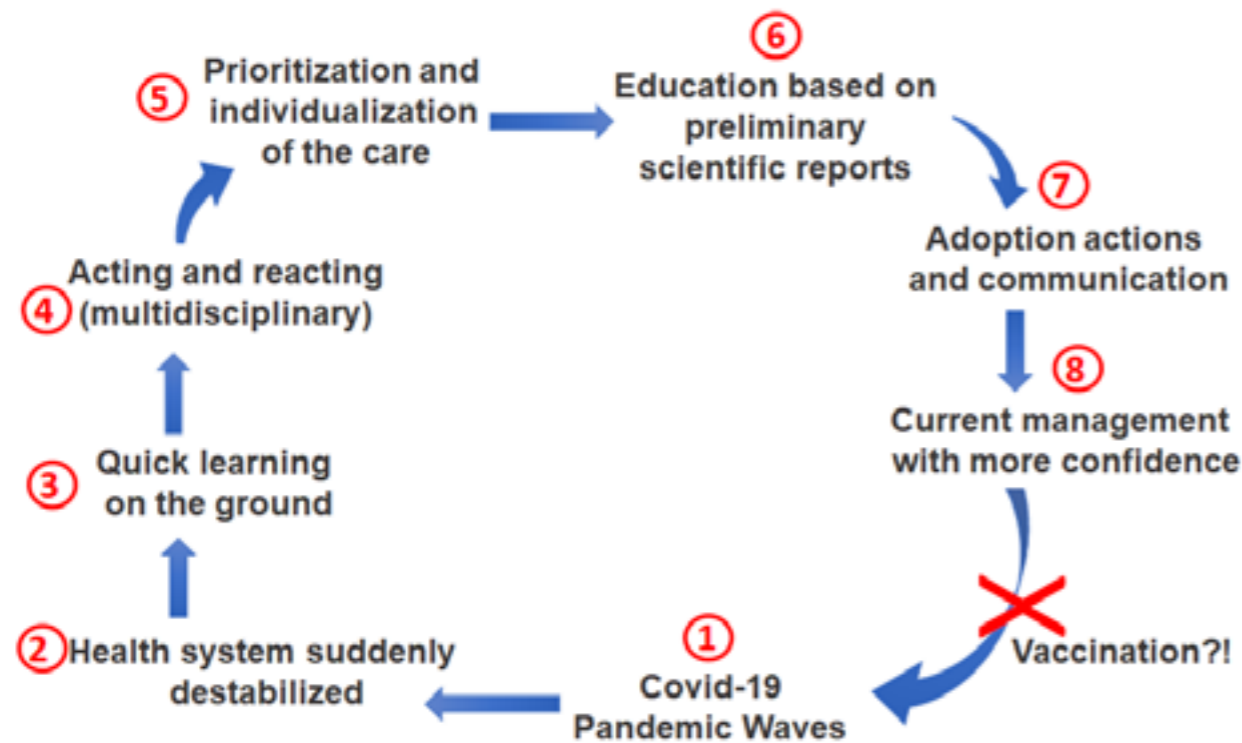 ①
Covid-19
Pandemic Waves
②
Health system suddenly
destabilized
③
Quick learning
on the ground
④
Acting and reacting
(multidisciplinary)
⑤
Prioritization and
individualization
of the care
⑥
Education based on
preliminary
scientific reports
⑦
Adoption actions
and communication
⑧
Current management
with more confidence
Vaccination?!